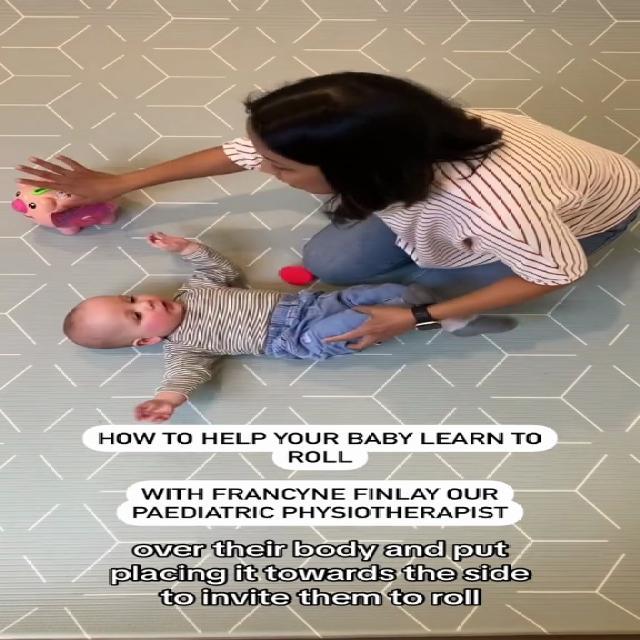 HOW TO HELP YOUR BABY LEARN TO
ROLL
WITH FRANCYNE FINLAY OUR
PAEDIATRIC PHYSIOTHERAPIST
over their body and put
placing it towards the side
to invite them to roll